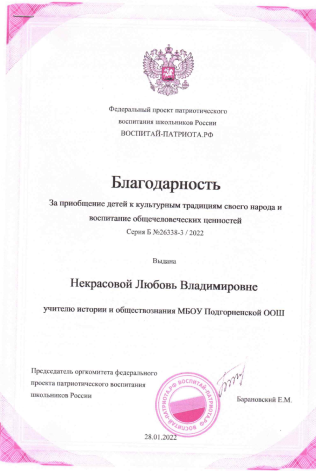 Федеральный проект патриотического
воспитания школьников России
ВОСПИТАЙ-ПАТРИОТА.РФ
Благодарность
За приобщение детей к культурным традициям своего народа и
воспитание общечеловеческих ценностей
Серия Б №26338-3 / 2022
Выдана
Некрасовой Любовь Владимировне
учителю истории и обществознания МБОУ Подгорненской ООШ
Председатель оргкомитета федерального
проекта патриотического воспитания
школьников России
Барановский Е.М.
ВОСПИТАЙ-ПАТРИОТА.РФ
28.01.2022